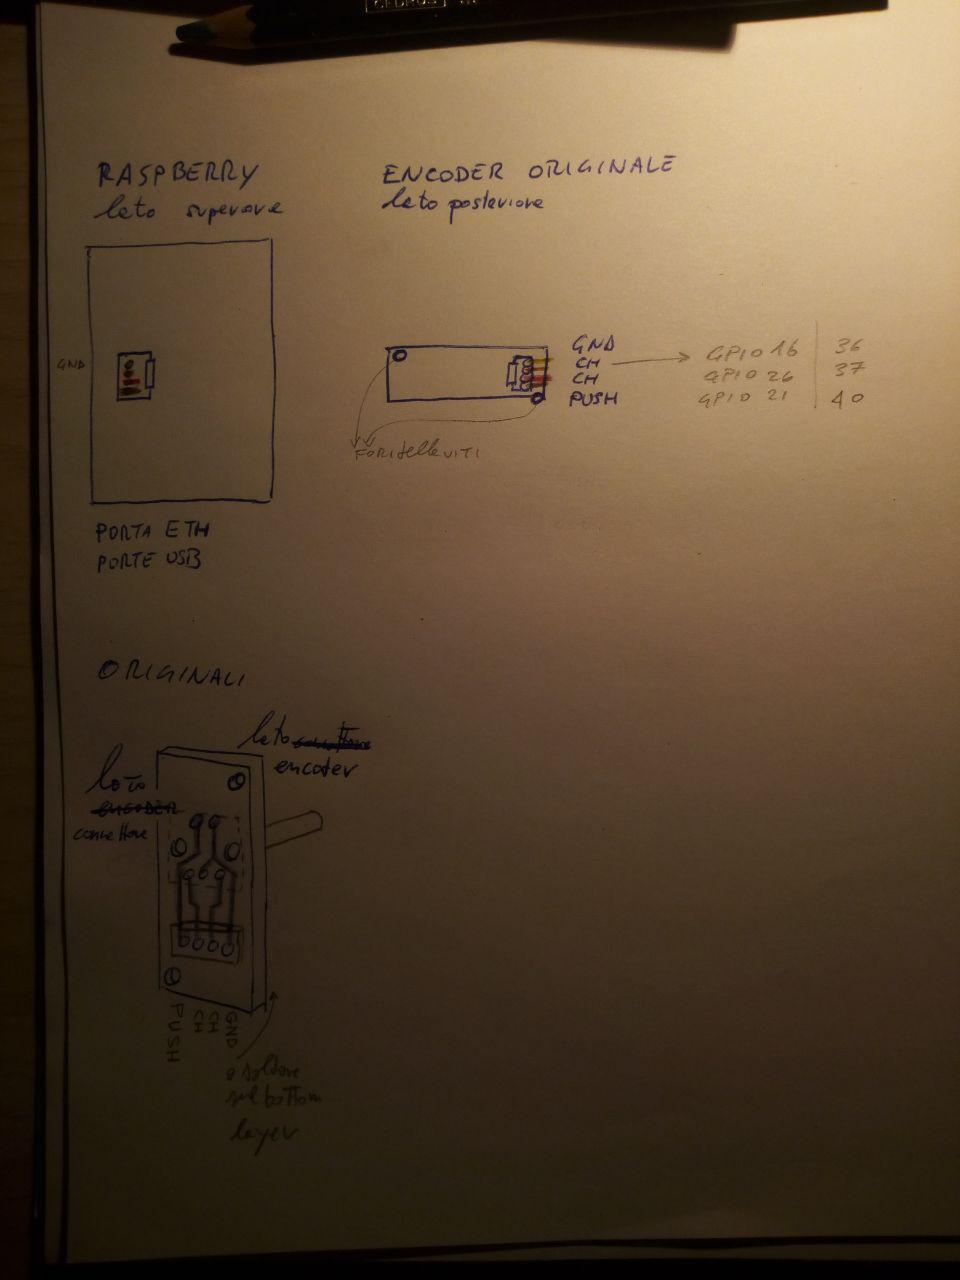 CEDROS
RASPBERRY
lato superiore
ENCODER ORIGINALE
lato posteriore
GND
GND
CH
CH
PUSH
GPIO 16 36
GPIO 26 37
GPIO 21 40
FORI delle VITI
PORTA ETH
PORTE USB
ORIGINALI
lato
encoder
lato
ENCODER
connettore
PUSH
CH
CH
GND
sul bottom
layer